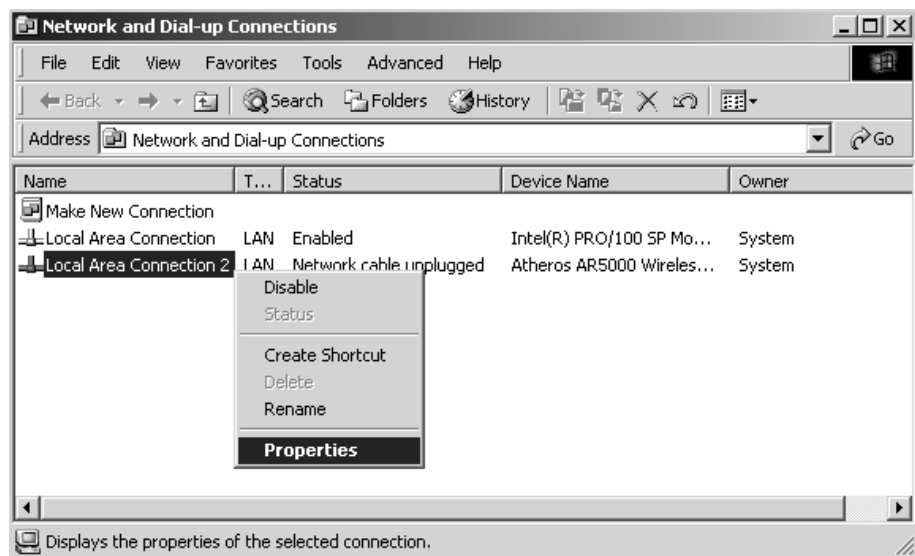 Network and Dial-up Connections
File Edit View Favorites Tools Advanced Help
Back Search Folders History
Address Network and Dial-up Connections Go
Name T... Status Device Name Owner
Make New Connection
Local Area Connection LAN Enabled Intel(R) PRO/100 SP Mo... System
Local Area Connection 2 LAN Network cable unplugged Atheros AR5000 Wireles... System
Disable
Status
Create Shortcut
Delete
Rename
Properties
Displays the properties of the selected connection.